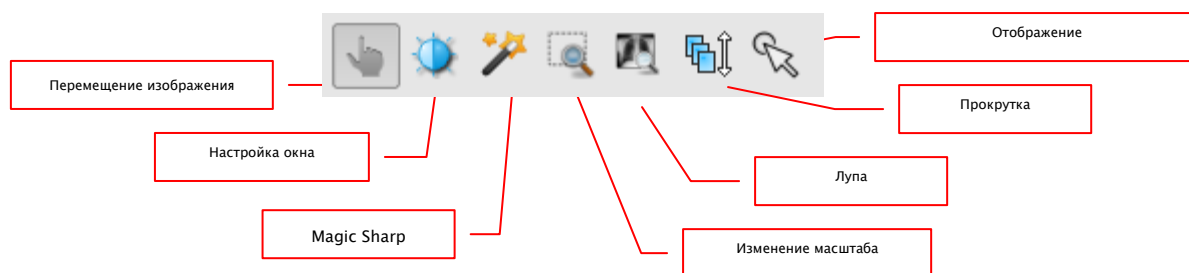 Отображение
Перемещение изображения
Прокрутка
Настройка окна
Лупа
Magic Sharp
Изменение масштаба